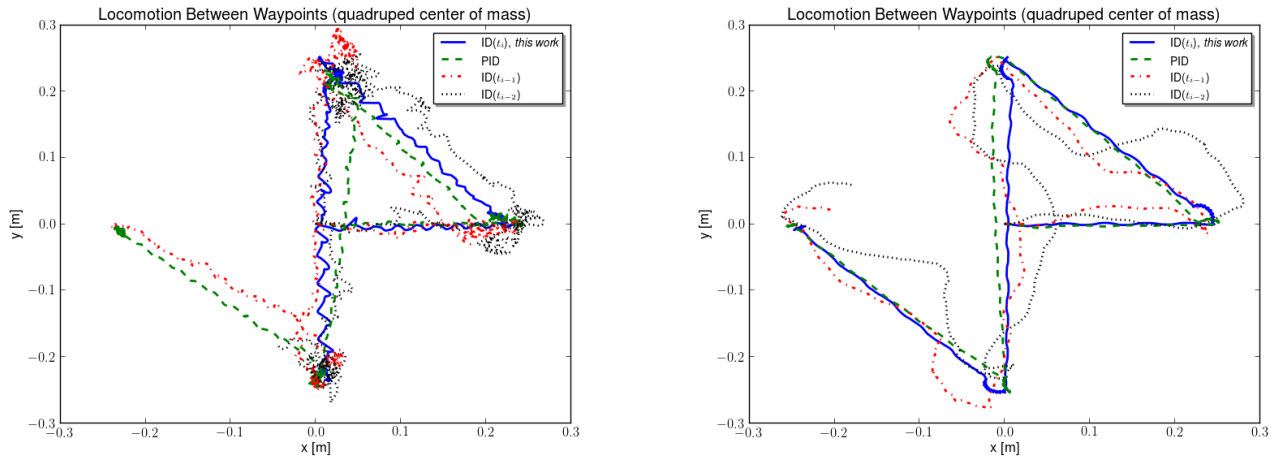 Locomotion Between Waypoints (quadruped center of mass)
0.3
0.2
0.1
0.0
−0.1
−0.2
−0.3
y [m]
−0.3
−0.2
−0.1
0.0
0.1
0.2
0.3
x [m]
ID(tᵢ), this work
PID
ID(tᵢ₋₁)
ID(tᵢ₋₂)
Locomotion Between Waypoints (quadruped center of mass)
0.3
0.2
0.1
0.0
−0.1
−0.2
−0.3
y [m]
−0.3
−0.2
−0.1
0.0
0.1
0.2
0.3
x [m]
ID(tᵢ), this work
PID
ID(tᵢ₋₁)
ID(tᵢ₋₂)